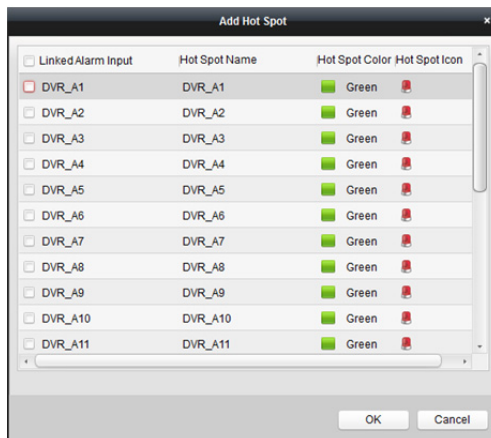 Add Hot Spot ×
Linked Alarm Input Hot Spot Name Hot Spot Color Hot Spot Icon
DVR_A1 DVR_A1 Green
DVR_A2 DVR_A2 Green
DVR_A3 DVR_A3 Green
DVR_A4 DVR_A4 Green
DVR_A5 DVR_A5 Green
DVR_A6 DVR_A6 Green
DVR_A7 DVR_A7 Green
DVR_A8 DVR_A8 Green
DVR_A9 DVR_A9 Green
DVR_A10 DVR_A10 Green
DVR_A11 DVR_A11 Green
OK Cancel